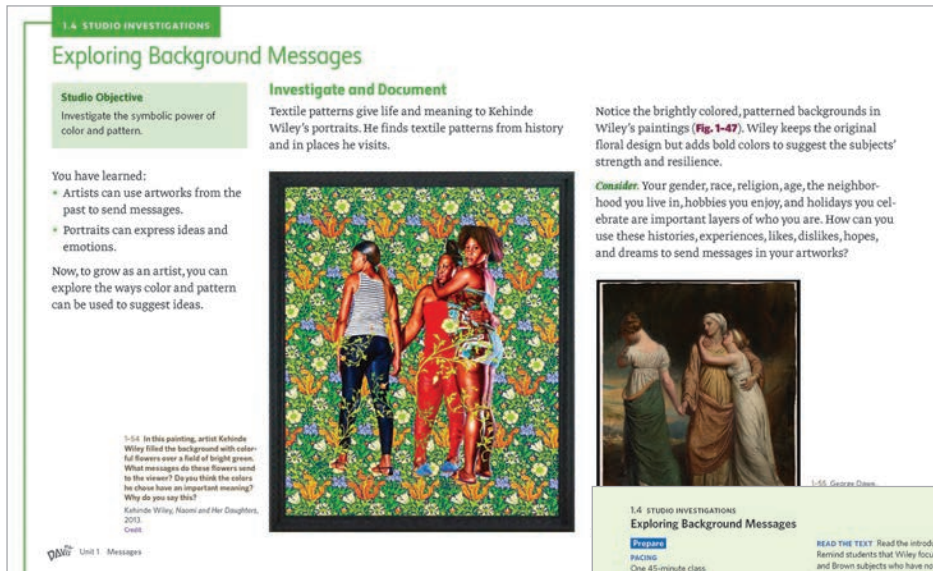 1.4 STUDIO INVESTIGATIONS
Exploring Background Messages
Studio Objective
Investigate the symbolic power of
color and pattern.
You have learned:
• Artists can use artworks from the
past to send messages.
• Portraits can express ideas and
emotions.
Now, to grow as an artist, you can
explore the ways color and pattern
can be used to suggest ideas.
Investigate and Document
Textile patterns give life and meaning to Kehinde
Wiley's portraits. He finds textile patterns from history
and in places he visits.
Notice the brightly colored, patterned backgrounds in
Wiley's paintings (Fig. 1–47). Wiley keeps the original
floral design but adds bold colors to suggest the subjects'
strength and resilience.
Consider. Your gender, race, religion, age, the neighbor-
hood you live in, hobbies you enjoy, and holidays you cel-
ebrate are important layers of who you are. How can you
use these histories, experiences, likes, dislikes, hopes,
and dreams to send messages in your artworks?
1–54 In this painting, artist Kehinde
Wiley filled the background with color-
ful flowers over a field of bright green.
What messages do these flowers send
to the viewer? Do you think the colors
he chose have an important meaning?
Why do you say this?
Kehinde Wiley, Naomi and Her Daughters,
2013.
Credit
1–55 George Dawe,
Unit 1 Messages
1.4 STUDIO INVESTIGATIONS
Exploring Background Messages
Prepare
PACING
One 45-minute class
READ THE TEXT Read the
Remind students that Wiley
and Brown subjects who have